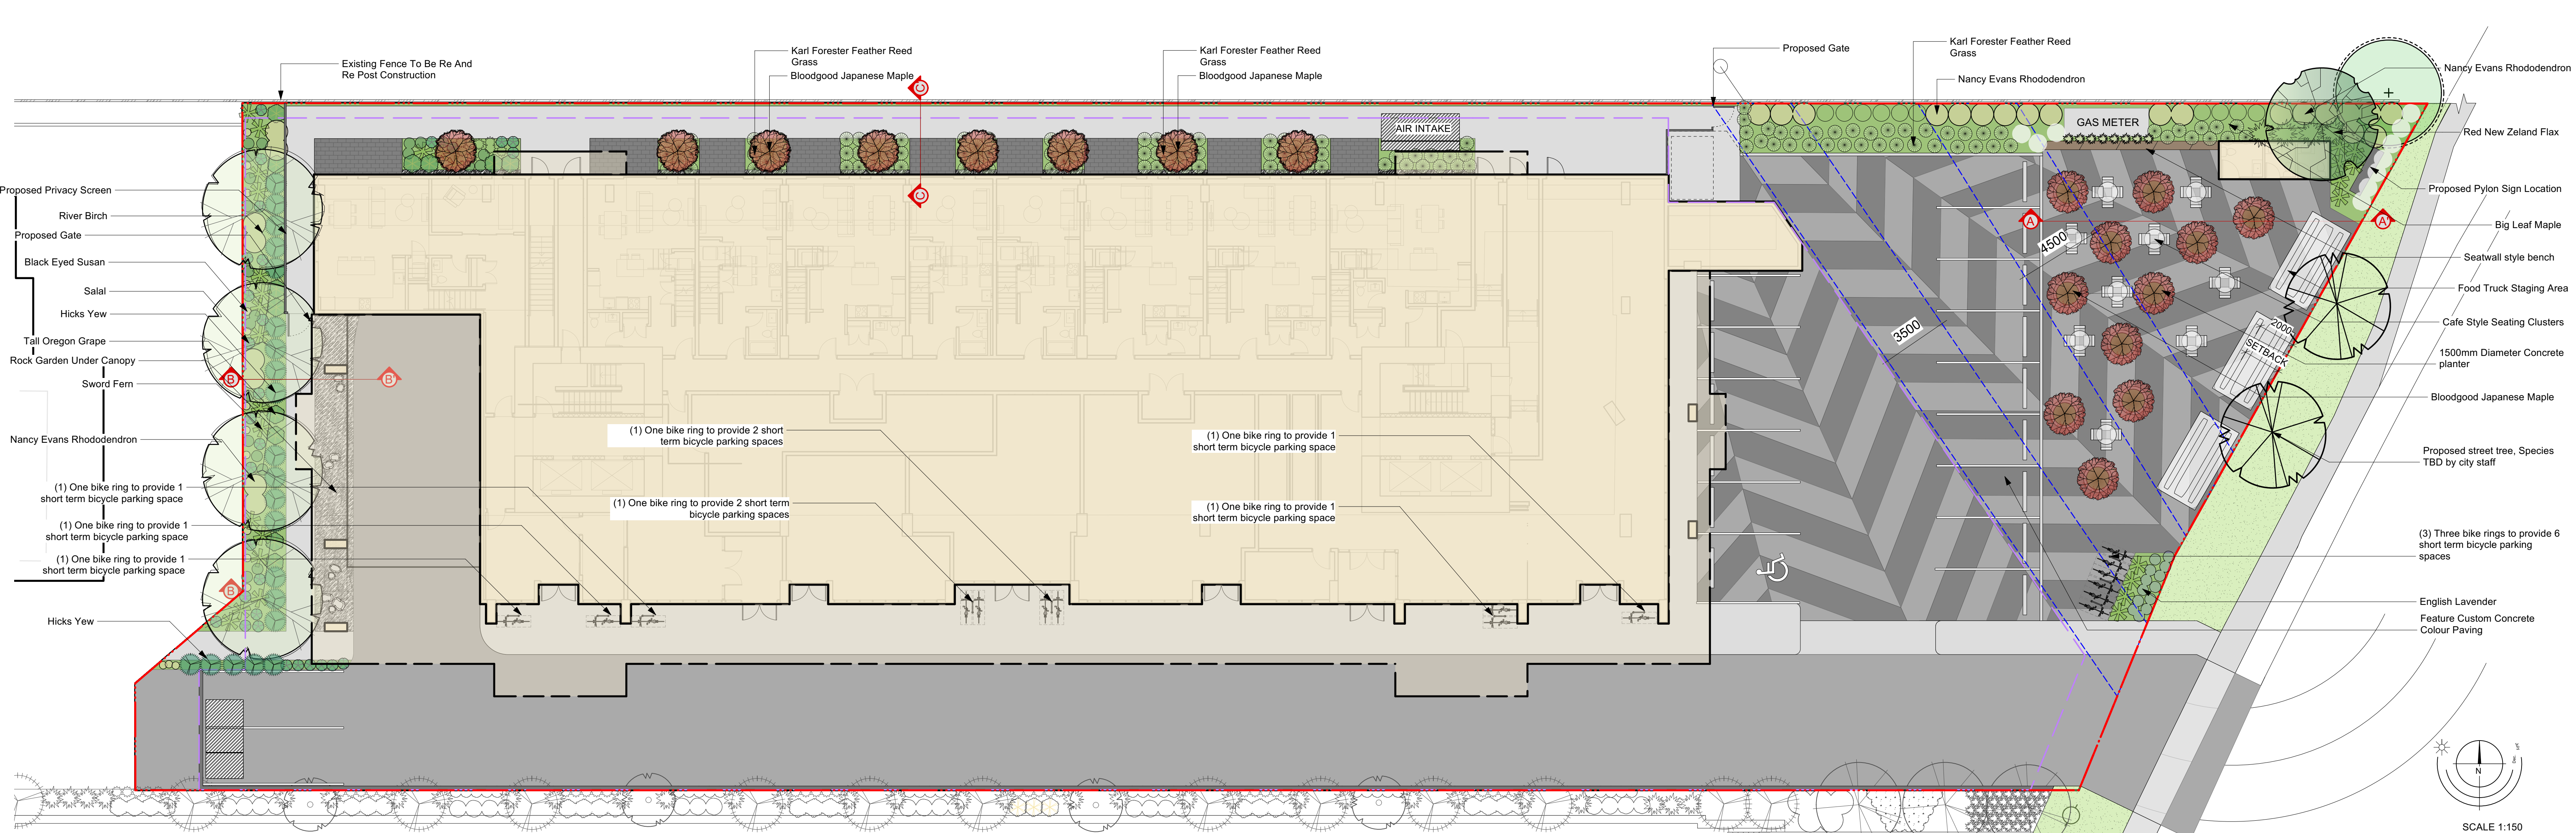 Existing Fence To Be Re And
Re Post Construction
Karl Forester Feather Reed
Grass
Bloodgood Japanese Maple
Karl Forester Feather Reed
Grass
Bloodgood Japanese Maple
Proposed Gate
Karl Forester Feather Reed
Grass
Nancy Evans Rhododendron
C
C
AIR INTAKE
GAS METER
Proposed Privacy Screen
River Birch
Proposed Gate
Black Eyed Susan
Salal
Hicks Yew
Tall Oregon Grape
Rock Garden Under Canopy
Sword Fern
Nancy Evans Rhododendron
(1) One bike ring to provide 1
short term bicycle parking space
(1) One bike ring to provide 1
short term bicycle parking space
(1) One bike ring to provide 1
short term bicycle parking space
Hicks Yew
B
B'
B
(1) One bike ring to provide 2 short
term bicycle parking spaces
(1) One bike ring to provide 2 short term
bicycle parking spaces
(1) One bike ring to provide 1
short term bicycle parking space
(1) One bike ring to provide 1
short term bicycle parking space
3500
4500
2000
SETBACK
A
A'
Nancy Evans Rhododendron
Red New Zeland Flax
Proposed Pylon Sign Location
Big Leaf Maple
Seatwall style bench
Food Truck Staging Area
Cafe Style Seating Clusters
1500mm Diameter Concrete
planter
Bloodgood Japanese Maple
Proposed street tree, Species
TBD by city staff
(3) Three bike rings to provide 6
short term bicycle parking
spaces
English Lavender
Feature Custom Concrete
Colour Paving
N
SCALE 1:150